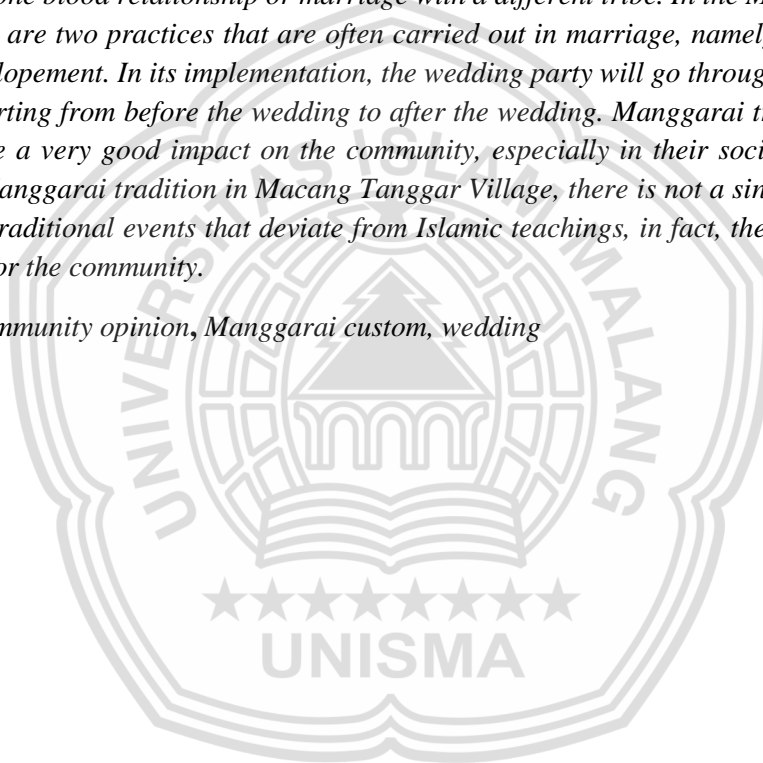 one blood relationship or marriage with a different tribe. In the M
are two practices that are often carried out in marriage, namely
lopement. In its implementation, the wedding party will go throug
rting from before the wedding to after the wedding. Manggarai t
e a very good impact on the community, especially in their soci
anggarai tradition in Macang Tanggar Village, there is not a sin
raditional events that deviate from Islamic teachings, in fact, the
or the community.
mmunity opinion, Manggarai custom, wedding
UNIVERSITAS ISLAM MALANG
UNISMA